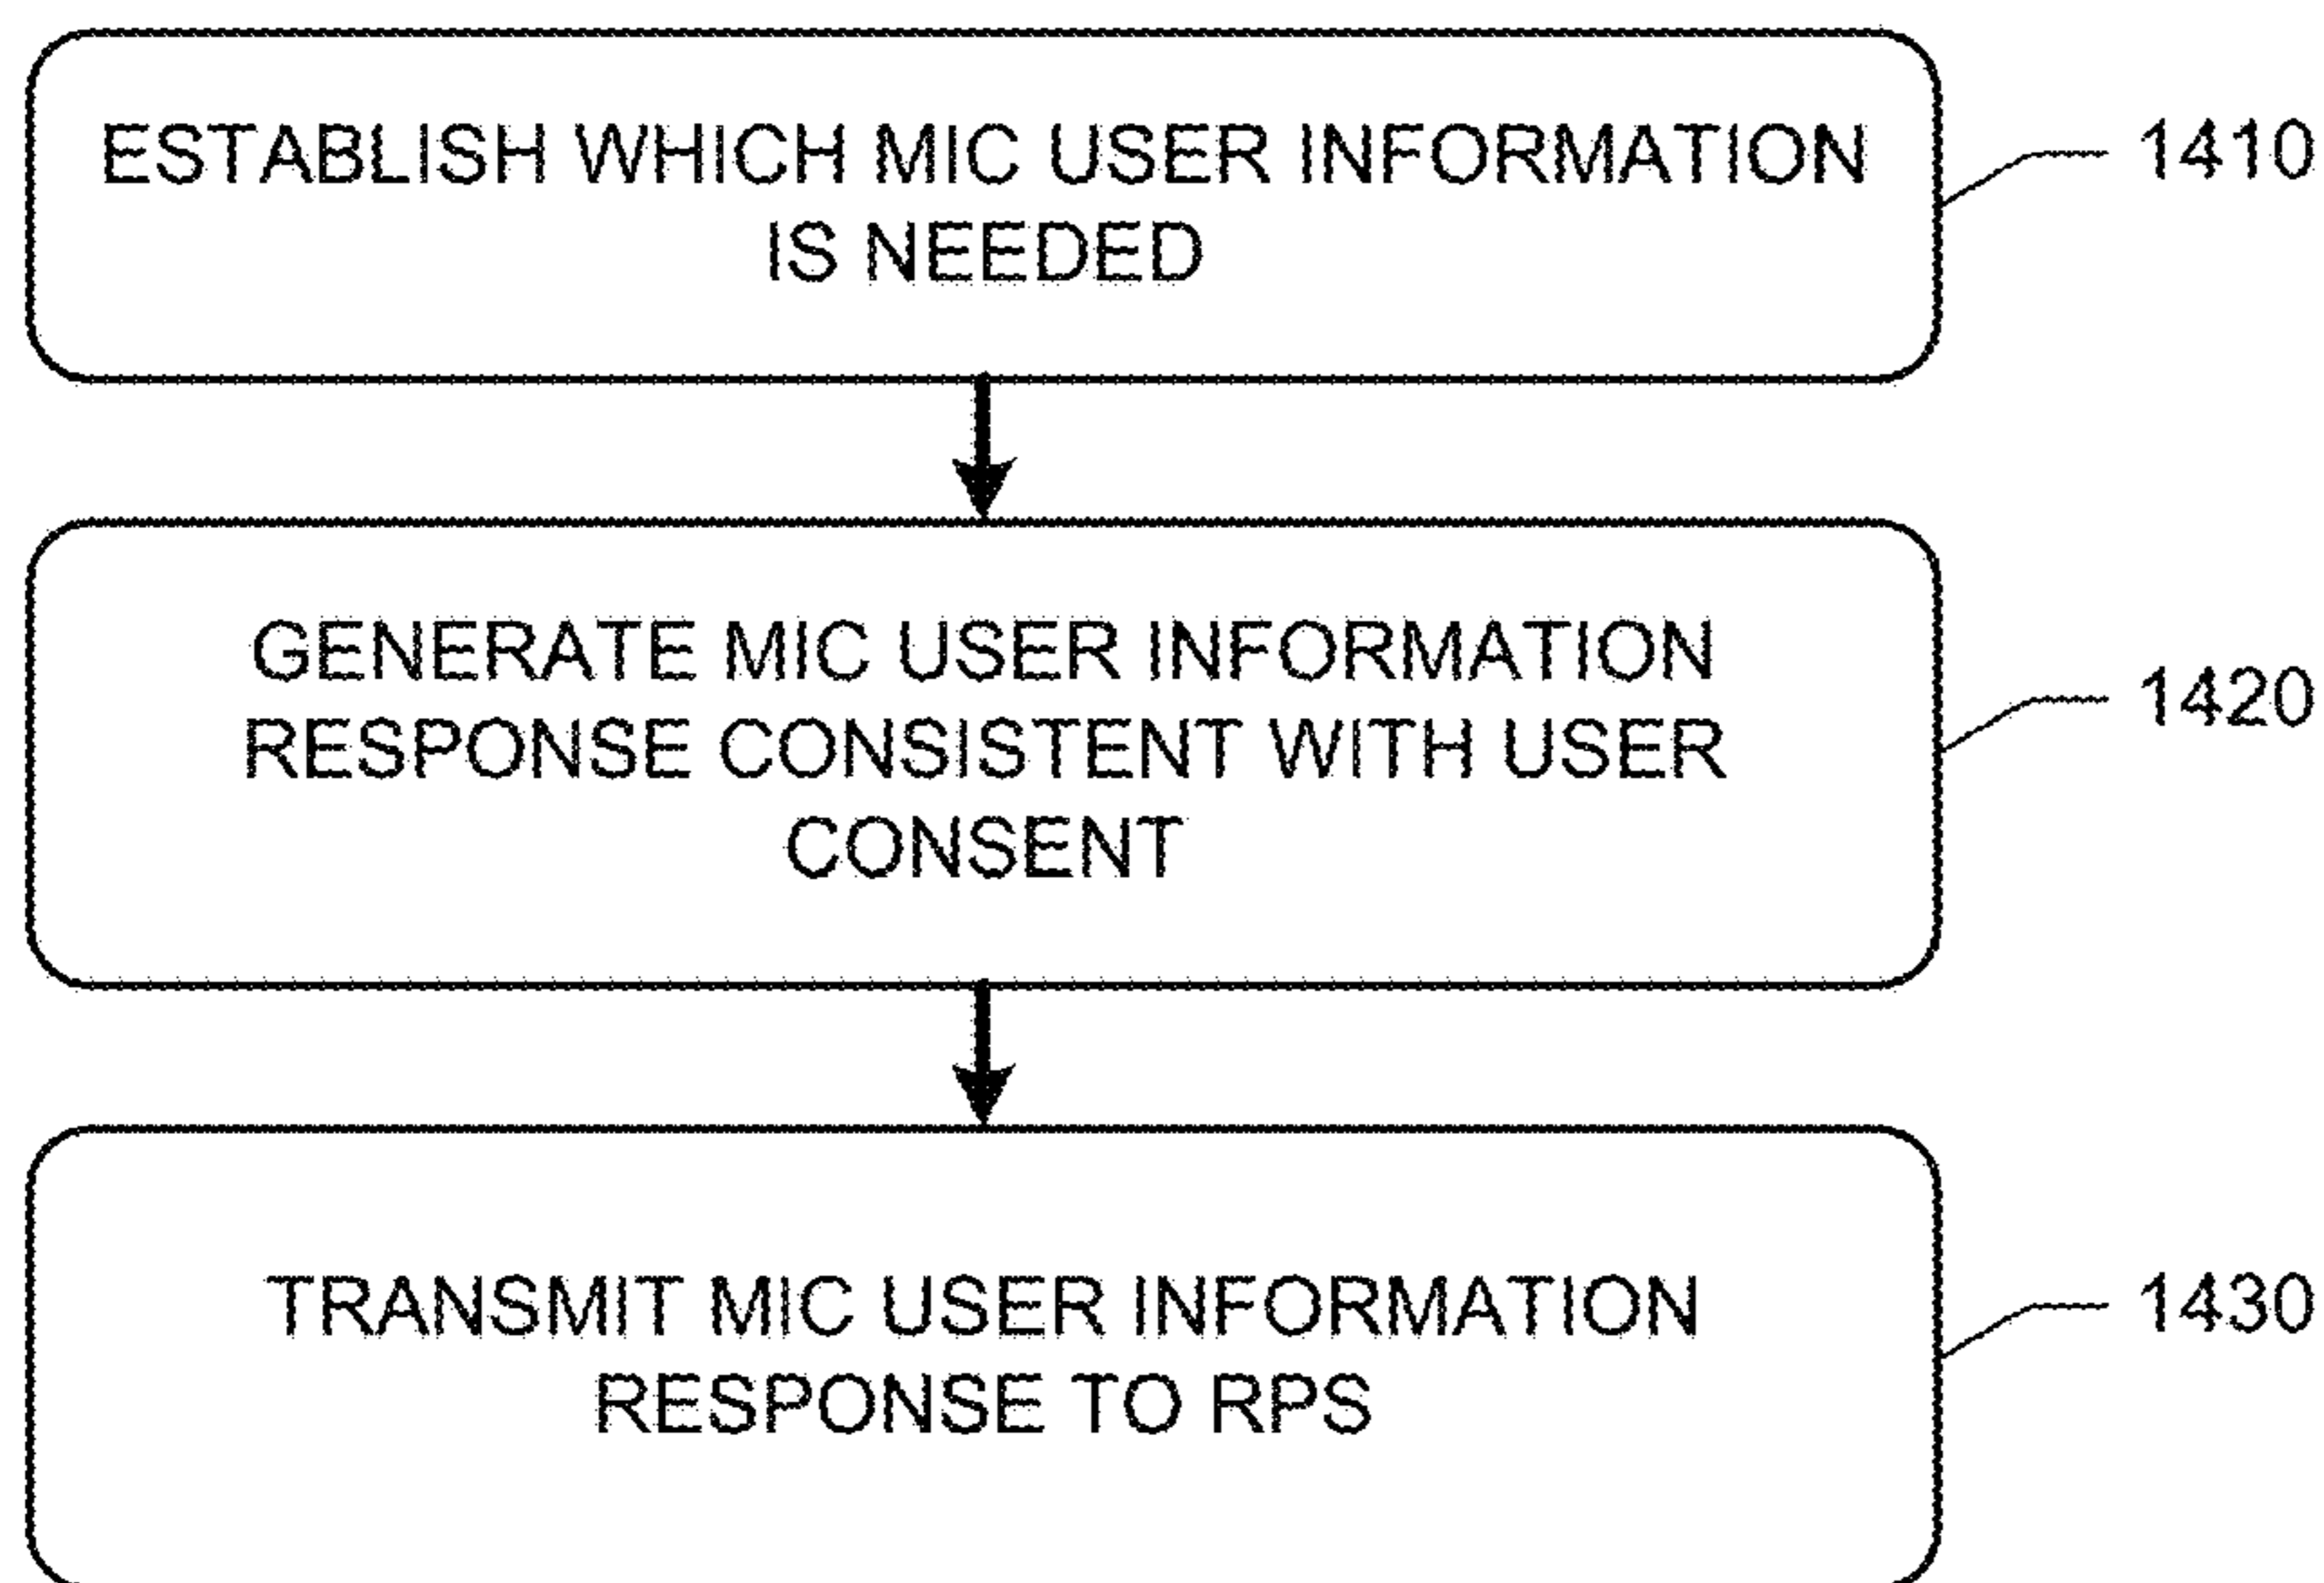 ESTABLISH WHICH MIC USER INFORMATION
IS NEEDED
1410
GENERATE MIC USER INFORMATION
RESPONSE CONSISTENT WITH USER
CONSENT
1420
TRANSMIT MIC USER INFORMATION
RESPONSE TO RPS
1430